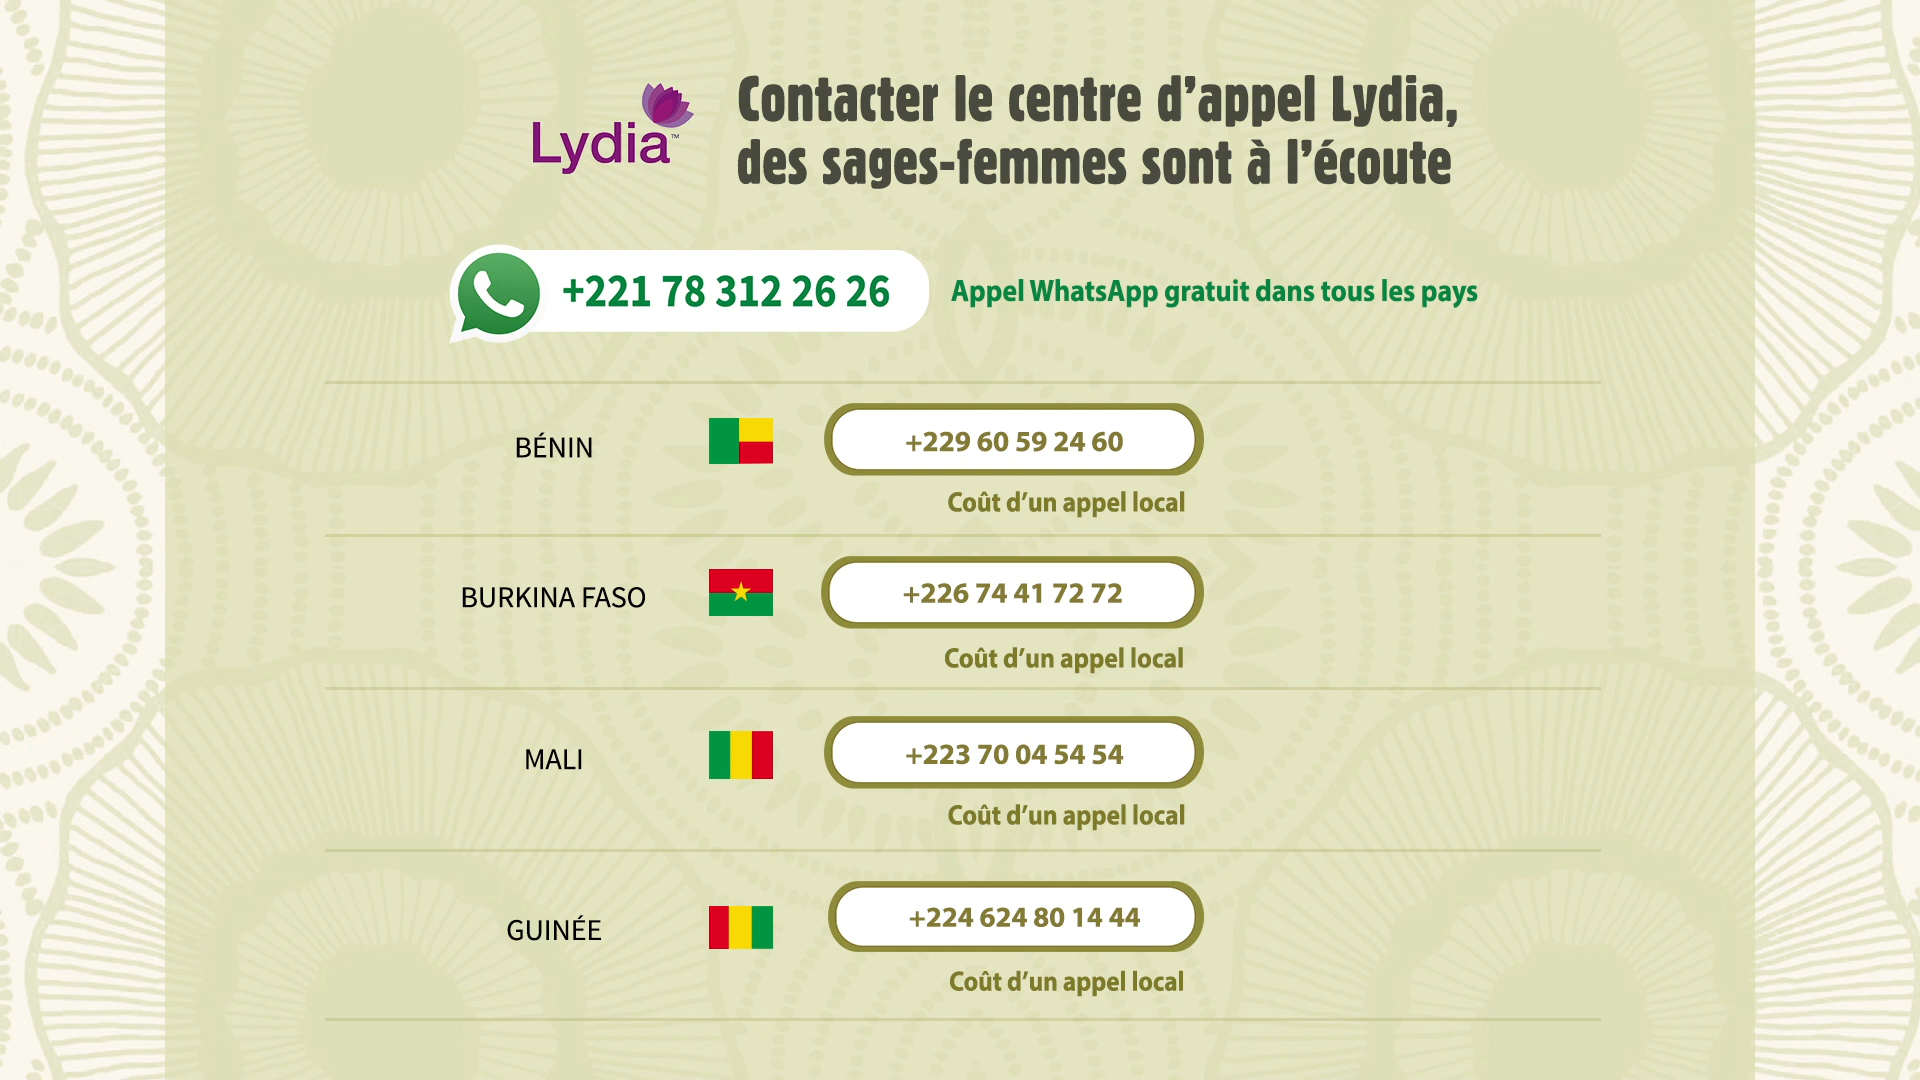 Lydia™
Contacter le centre d’appel Lydia,
des sages-femmes sont à l’écoute
+221 78 312 26 26
Appel WhatsApp gratuit dans tous les pays
BÉNIN
+229 60 59 24 60
Coût d’un appel local
BURKINA FASO
+226 74 41 72 72
Coût d’un appel local
MALI
+223 70 04 54 54
Coût d’un appel local
GUINÉE
+224 624 80 14 44
Coût d’un appel local